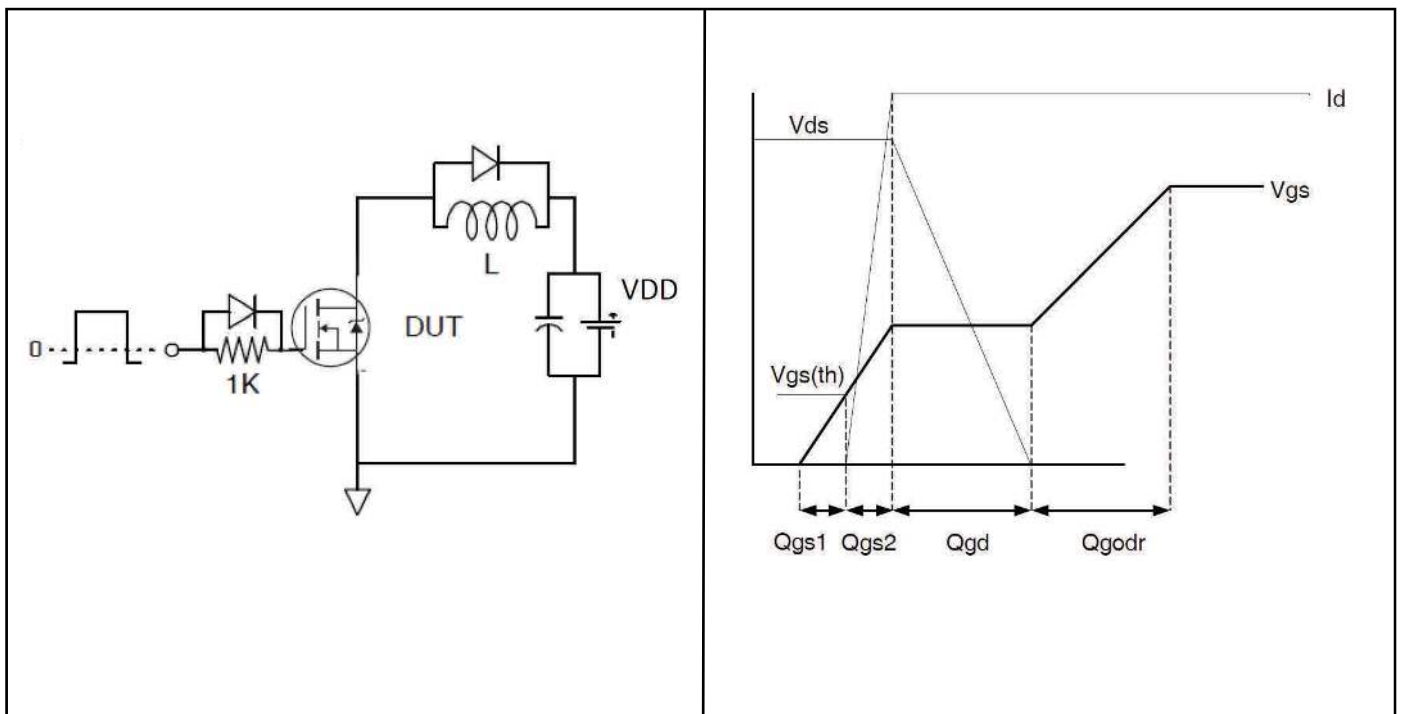 L
VDD
DUT
0
1K
Id
Vds
Vgs
Vgs(th)
Qgs1 Qgs2 Qgd Qgodr